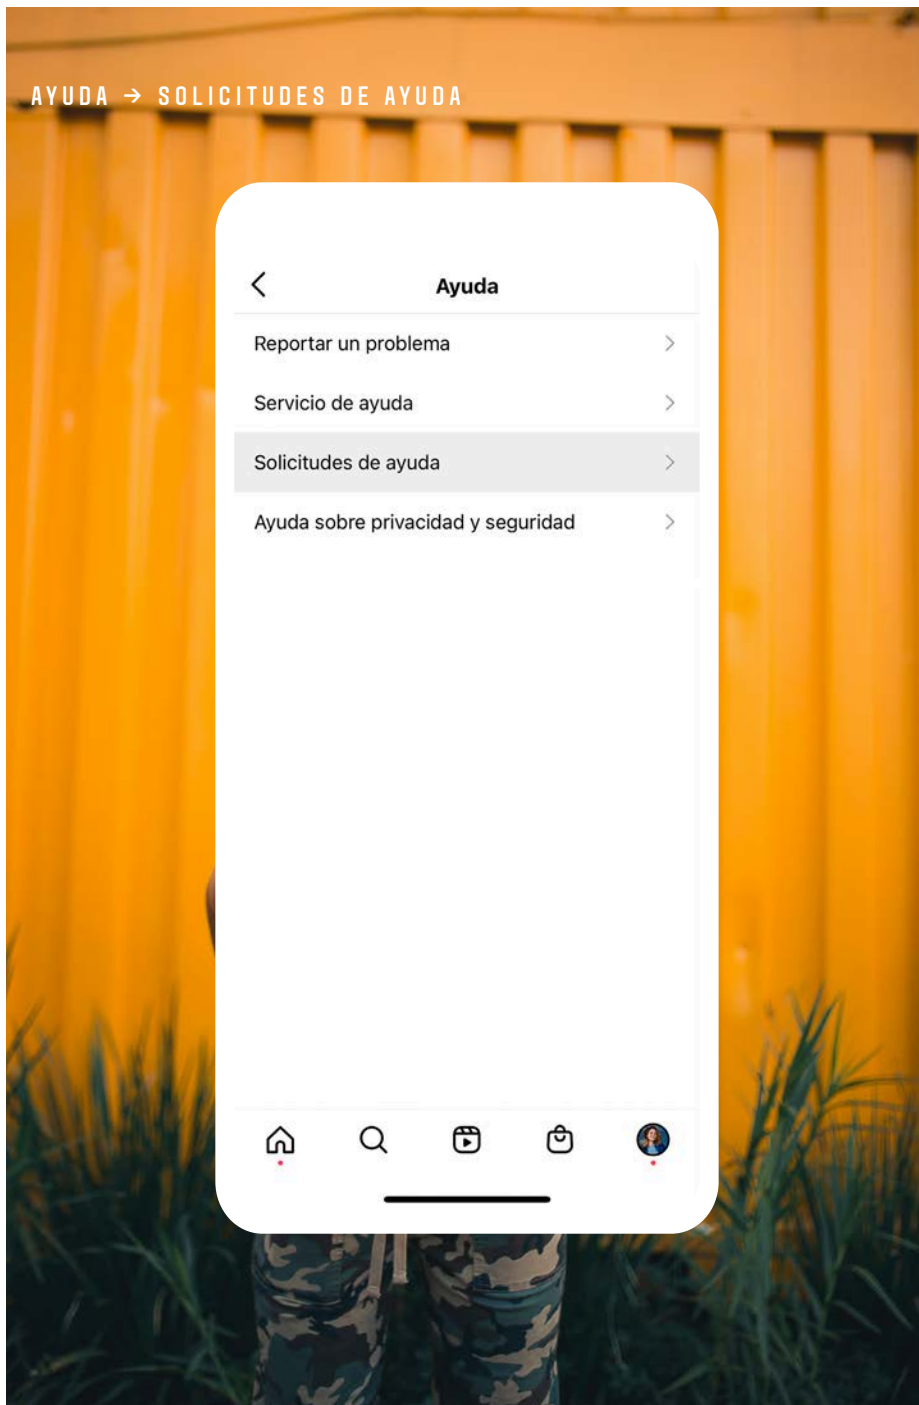 AYUDA → SOLICITUDES DE AYUDA
Ayuda
Reportar un problema
Servicio de ayuda
Solicitudes de ayuda
Ayuda sobre privacidad y seguridad